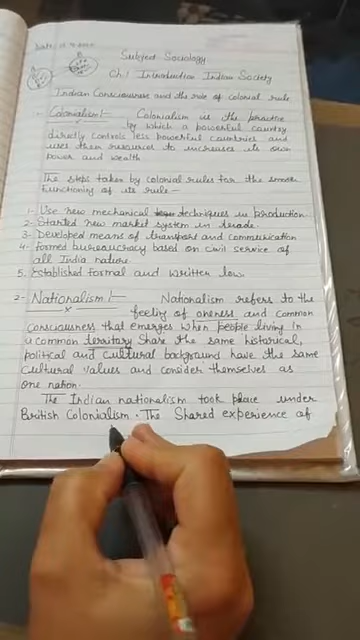 Subject Sociology
Ch.1 Introduction Indian Society
Indian Consciousness and the role of colonial rule
Colonialism:- Colonialism is the practice
by which a powerful country
directly controls less powerful countries and
uses them resources to increases its own
power and wealth
The steps taken by colonial rules for the smooth
functioning of its rule-
1- Use new mechanical techniques in production
2- Started new market system in trade.
3- Developed means of transport and communication
4- formed bureaucracy based on civil service of
all India nature.
5. Established formal and written law.
2- Nationalism:- Nationalism refers to the
feeling of oneness and common
consciousness that emerges when people living in
a common territory share the same historical,
political and cultural background have the same
cultural values and consider themselves as
one nation.
The Indian nationalism took place under
British Colonialism. The Shared experience of